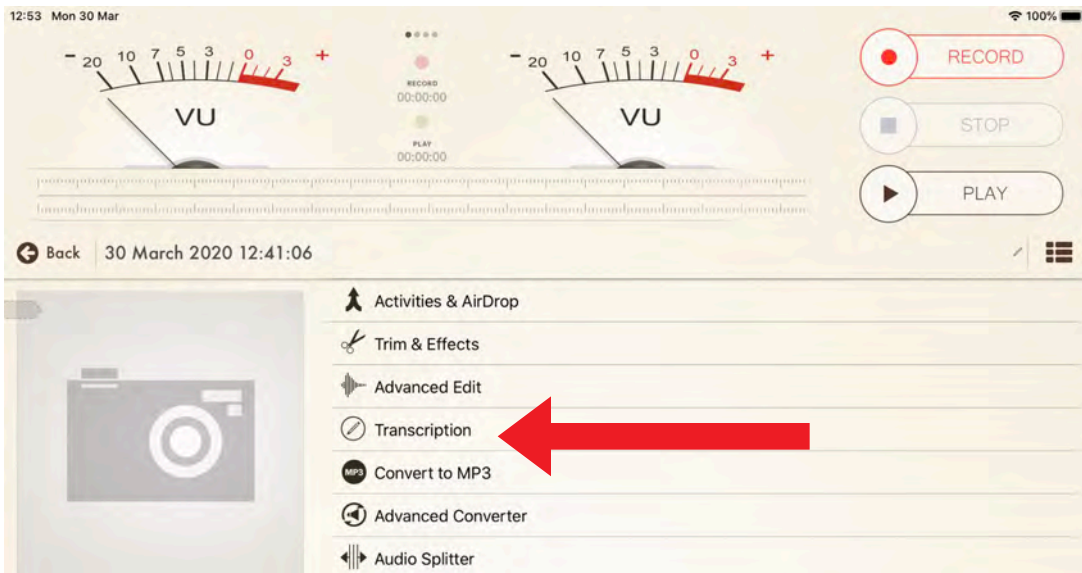 12:53 Mon 30 Mar 100%
- 20 10 7 5 3 0 3 +
VU
RECORD
00:00:00
PLAY
00:00:00
- 20 10 7 5 3 0 3 +
VU
RECORD
STOP
PLAY
Back 30 March 2020 12:41:06
Activities & AirDrop
Trim & Effects
Advanced Edit
Transcription
MP3 Convert to MP3
Advanced Converter
Audio Splitter